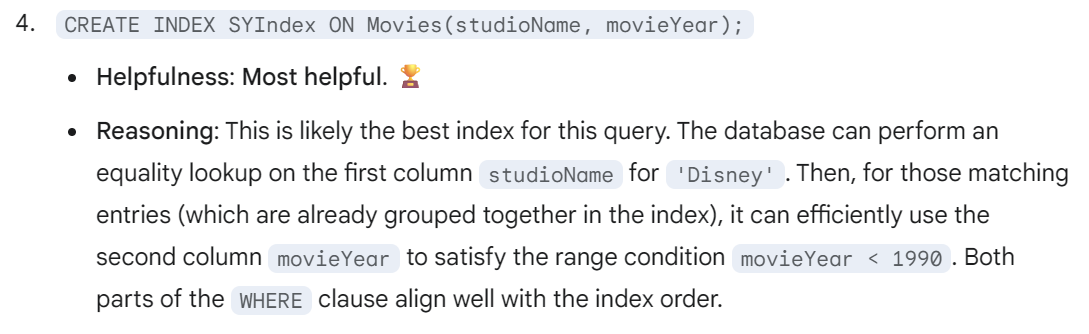 4. CREATE INDEX SYIndex ON Movies(studioName, movieYear);
• Helpfulness: Most helpful. 🏆
• Reasoning: This is likely the best index for this query. The database can perform an
equality lookup on the first column studioName for 'Disney'. Then, for those matching
entries (which are already grouped together in the index), it can efficiently use the
second column movieYear to satisfy the range condition movieYear < 1990. Both
parts of the WHERE clause align well with the index order.